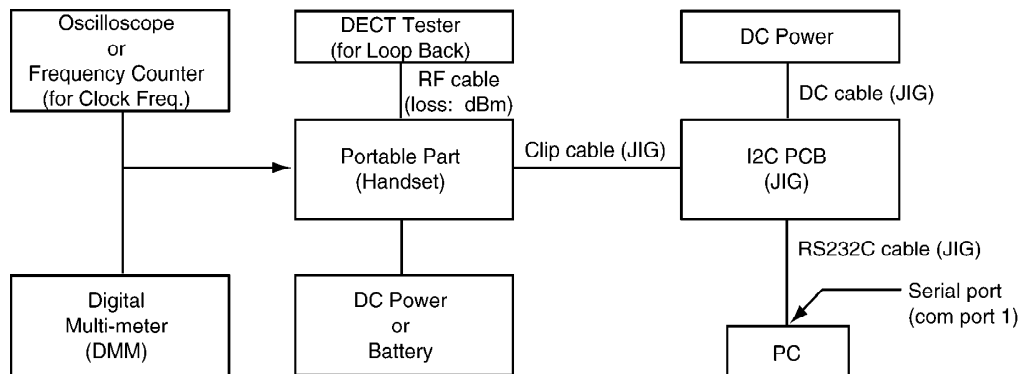 Oscilloscope
or
Frequency Counter
(for Clock Freq.)
DECT Tester
(for Loop Back)
DC Power
RF cable
(loss:  dBm)
DC cable (JIG)
Portable Part
(Handset)
Clip cable (JIG)
I2C PCB
(JIG)
RS232C cable (JIG)
Digital
Multi-meter
(DMM)
DC Power
or
Battery
Serial port
(com port 1)
PC